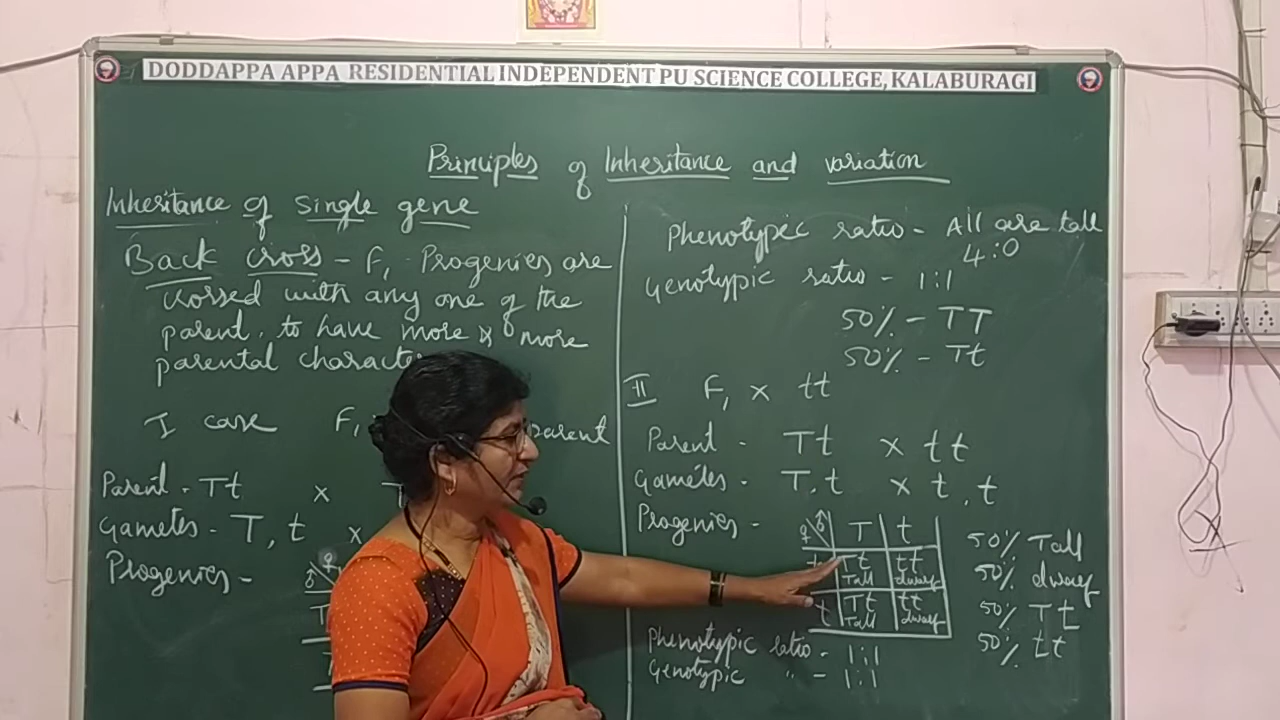 DODDAPPA APPA RESIDENTIAL INDEPENDENT PU SCIENCE COLLEGE, KALABURAGI
Principles of Inheritance and variation
Inheritance of single gene
Back cross - F₁ Progenies are
crossed with any one of the
parent, to have more & more
parental characte
I case F₁ parent
Parent - Tt x T
Gametes - T, t x
Progenies -
♂ ♀
T
Phenotypic ratio - All are tall
4:0
Genotypic ratio - 1:1
50% - TT
50% - Tt
II F₁ x tt
Parent - Tt x tt
Gametes - T, t x t, t
Progenies -
♀ ♂ T t
t Tt tt
Tall dwarf
t Tt tt
Tall dwarf
50% Tall
50% dwarf
50% Tt
50% tt
Phenotypic ratio - 1:1
Genotypic " - 1:1